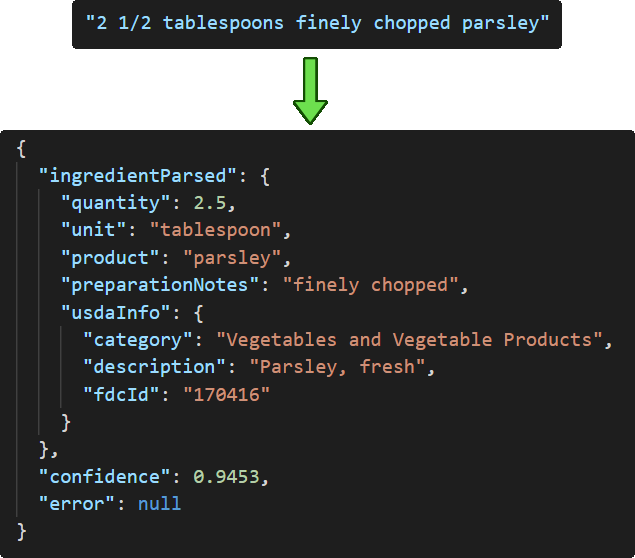 "2 1/2 tablespoons finely chopped parsley"
{
"ingredientParsed": {
"quantity": 2.5,
"unit": "tablespoon",
"product": "parsley",
"preparationNotes": "finely chopped",
"usdaInfo": {
"category": "Vegetables and Vegetable Products",
"description": "Parsley, fresh",
"fdcId": "170416"
}
},
"confidence": 0.9453,
"error": null
}